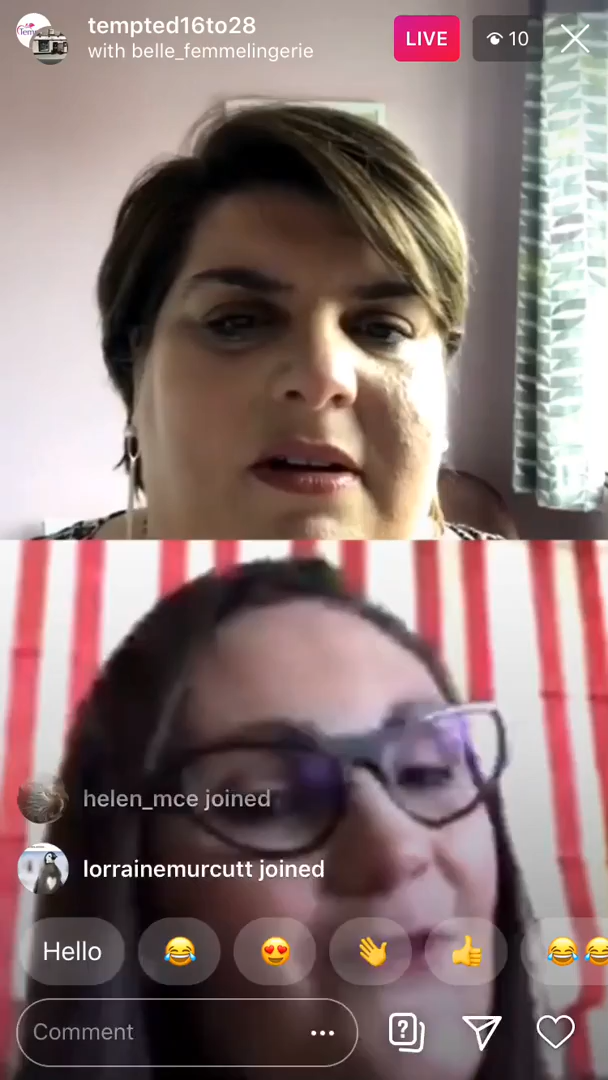 tempted16to28
with belle_femmelingerie
LIVE
10
helen_mce joined
lorrainemurcutt joined
Hello
Comment